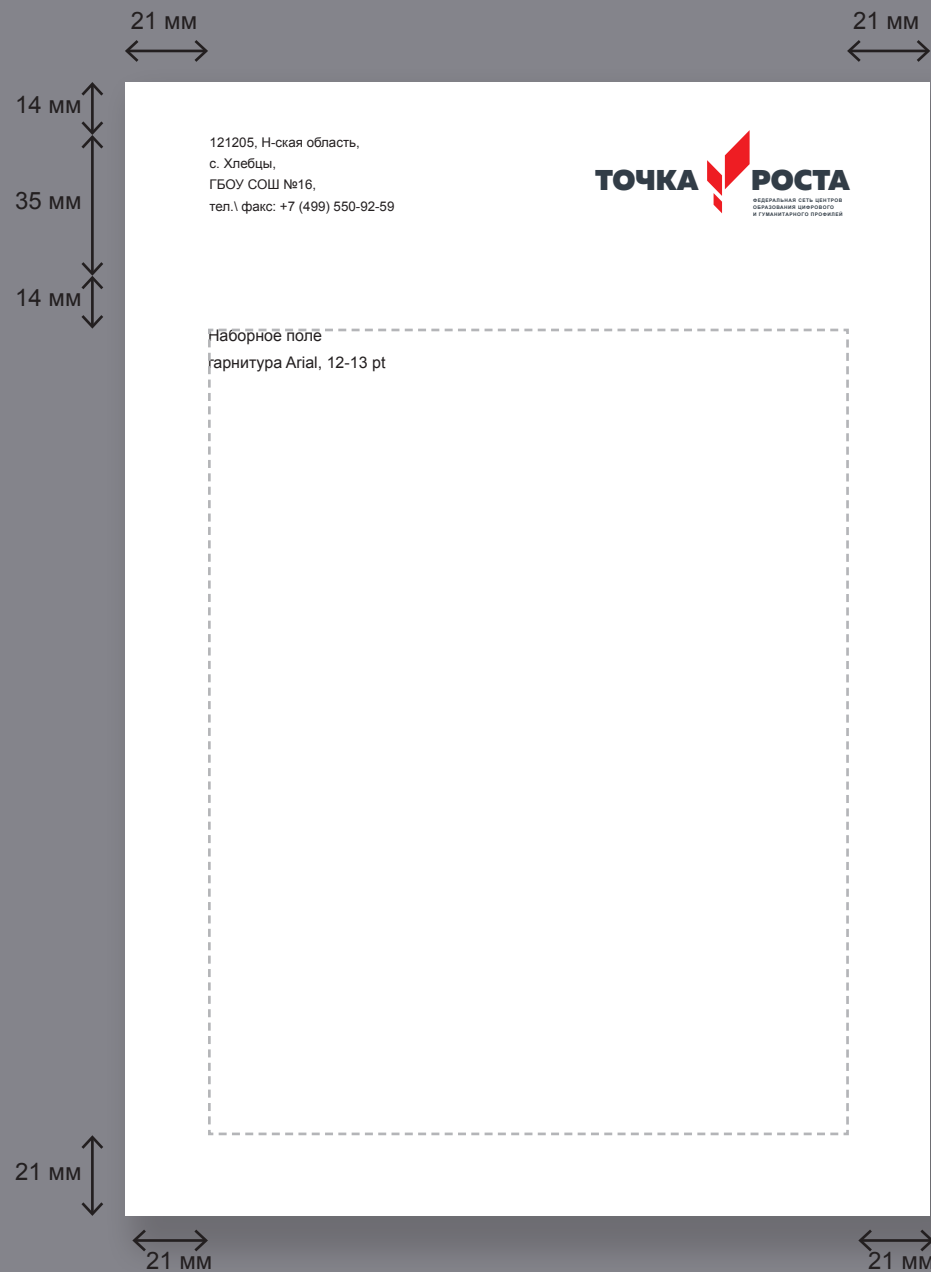 21 мм
21 мм
14 мм
35 мм
14 мм
121205, Н-ская область,
с. Хлебцы,
ГБОУ СОШ №16,
тел.\ факс: +7 (499) 550-92-59
ТОЧКА РОСТА
ФЕДЕРАЛЬНАЯ СЕТЬ ЦЕНТРОВ
ОБРАЗОВАНИЯ ЦИФРОВОГО
И ГУМАНИТАРНОГО ПРОФИЛЕЙ
Наборное поле
гарнитура Arial, 12-13 pt
21 мм
21 мм
21 мм